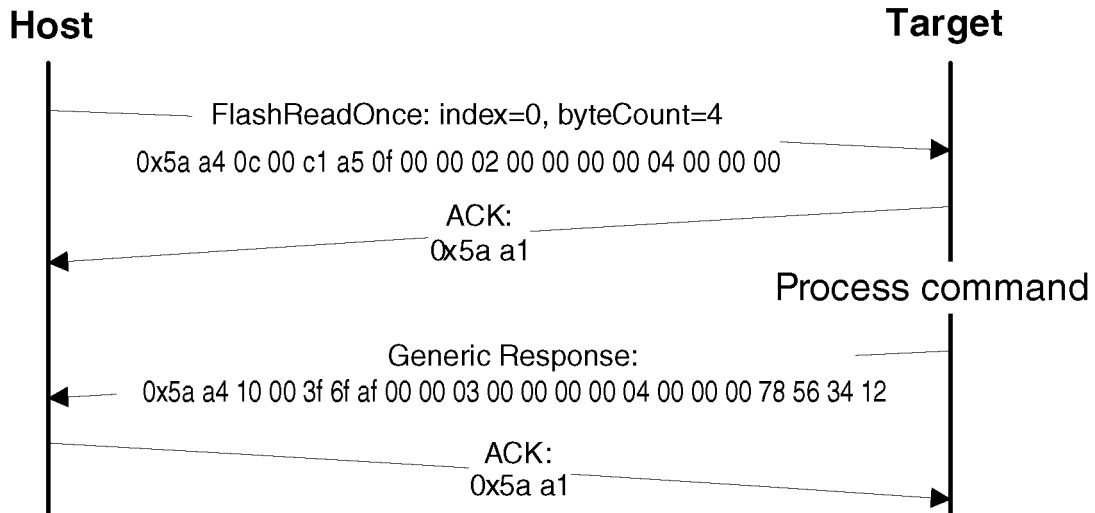 Host
Target
FlashReadOnce: index=0, byteCount=4
0x5a a4 0c 00 c1 a5 0f 00 00 02 00 00 00 00 04 00 00 00
ACK:
0x5a a1
Process command
Generic Response:
0x5a a4 10 00 3f 6f af 00 00 03 00 00 00 00 04 00 00 00 78 56 34 12
ACK:
0x5a a1